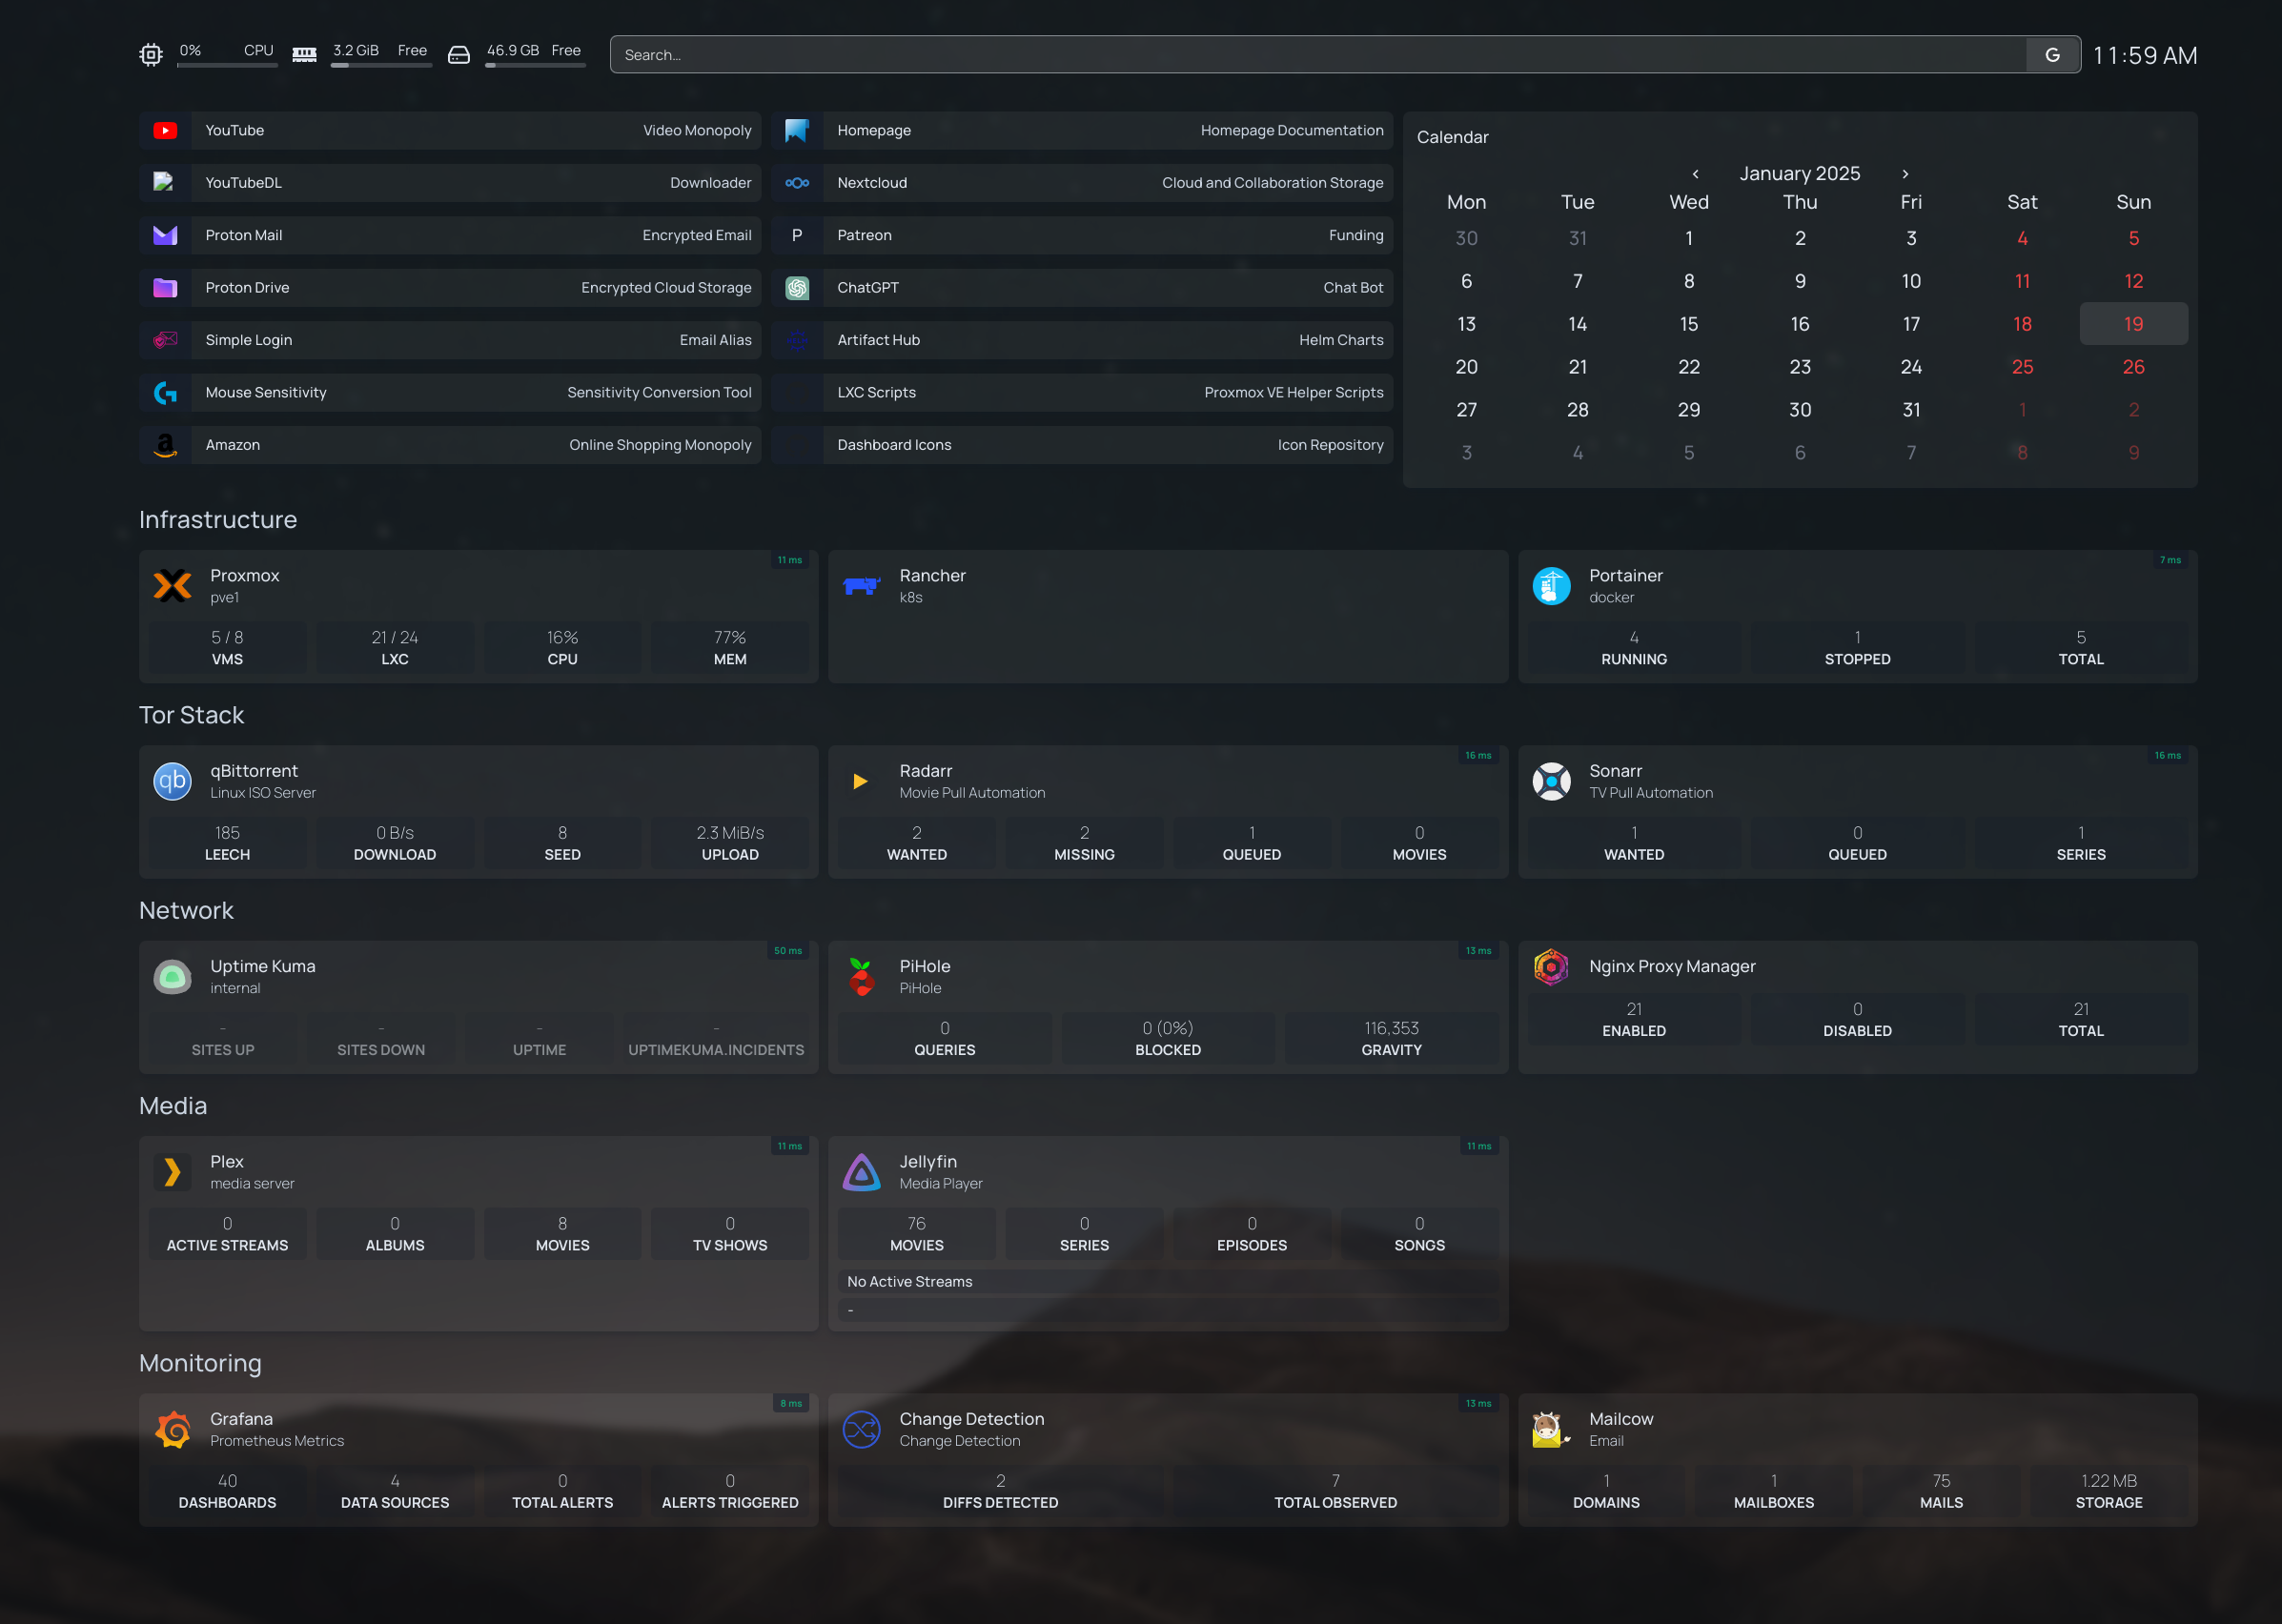 0% CPU 3.2 GiB Free 46.9 GB Free Search... G 11:59 AM
YouTube Video Monopoly
YouTubeDL Downloader
Proton Mail Encrypted Email
Proton Drive Encrypted Cloud Storage
Simple Login Email Alias
Mouse Sensitivity Sensitivity Conversion Tool
a Amazon Online Shopping Monopoly
Homepage Homepage Documentation
Nextcloud Cloud and Collaboration Storage
P Patreon Funding
ChatGPT Chat Bot
Artifact Hub Helm Charts
LXC Scripts Proxmox VE Helper Scripts
Dashboard Icons Icon Repository
Calendar
‹ January 2025 ›
Mon Tue Wed Thu Fri Sat Sun
30 31 1 2 3 4 5
6 7 8 9 10 11 12
13 14 15 16 17 18 19
20 21 22 23 24 25 26
27 28 29 30 31 1 2
3 4 5 6 7 8 9
Infrastructure
11 ms
Proxmox
pve1
5 / 8 21 / 24 16% 77%
VMS LXC CPU MEM
Rancher
k8s
7 ms
Portainer
docker
4 1 5
RUNNING STOPPED TOTAL
Tor Stack
qb qBittorrent
Linux ISO Server
185 0 B/s 8 2.3 MiB/s
LEECH DOWNLOAD SEED UPLOAD
16 ms
Radarr
Movie Pull Automation
2 2 1 0
WANTED MISSING QUEUED MOVIES
16 ms
Sonarr
TV Pull Automation
1 0 1
WANTED QUEUED SERIES
Network
50 ms
Uptime Kuma
internal
- - - -
SITES UP SITES DOWN UPTIME UPTIMEKUMA.INCIDENTS
13 ms
PiHole
PiHole
0 0 (0%) 116,353
QUERIES BLOCKED GRAVITY
Nginx Proxy Manager
21 0 21
ENABLED DISABLED TOTAL
Media
11 ms
Plex
media server
0 0 8 0
ACTIVE STREAMS ALBUMS MOVIES TV SHOWS
11 ms
Jellyfin
Media Player
76 0 0 0
MOVIES SERIES EPISODES SONGS
No Active Streams
-
Monitoring
8 ms
Grafana
Prometheus Metrics
40 4 0 0
DASHBOARDS DATA SOURCES TOTAL ALERTS ALERTS TRIGGERED
13 ms
Change Detection
Change Detection
2 7
DIFFS DETECTED TOTAL OBSERVED
Mailcow
Email
1 1 75 1.22 MB
DOMAINS MAILBOXES MAILS STORAGE